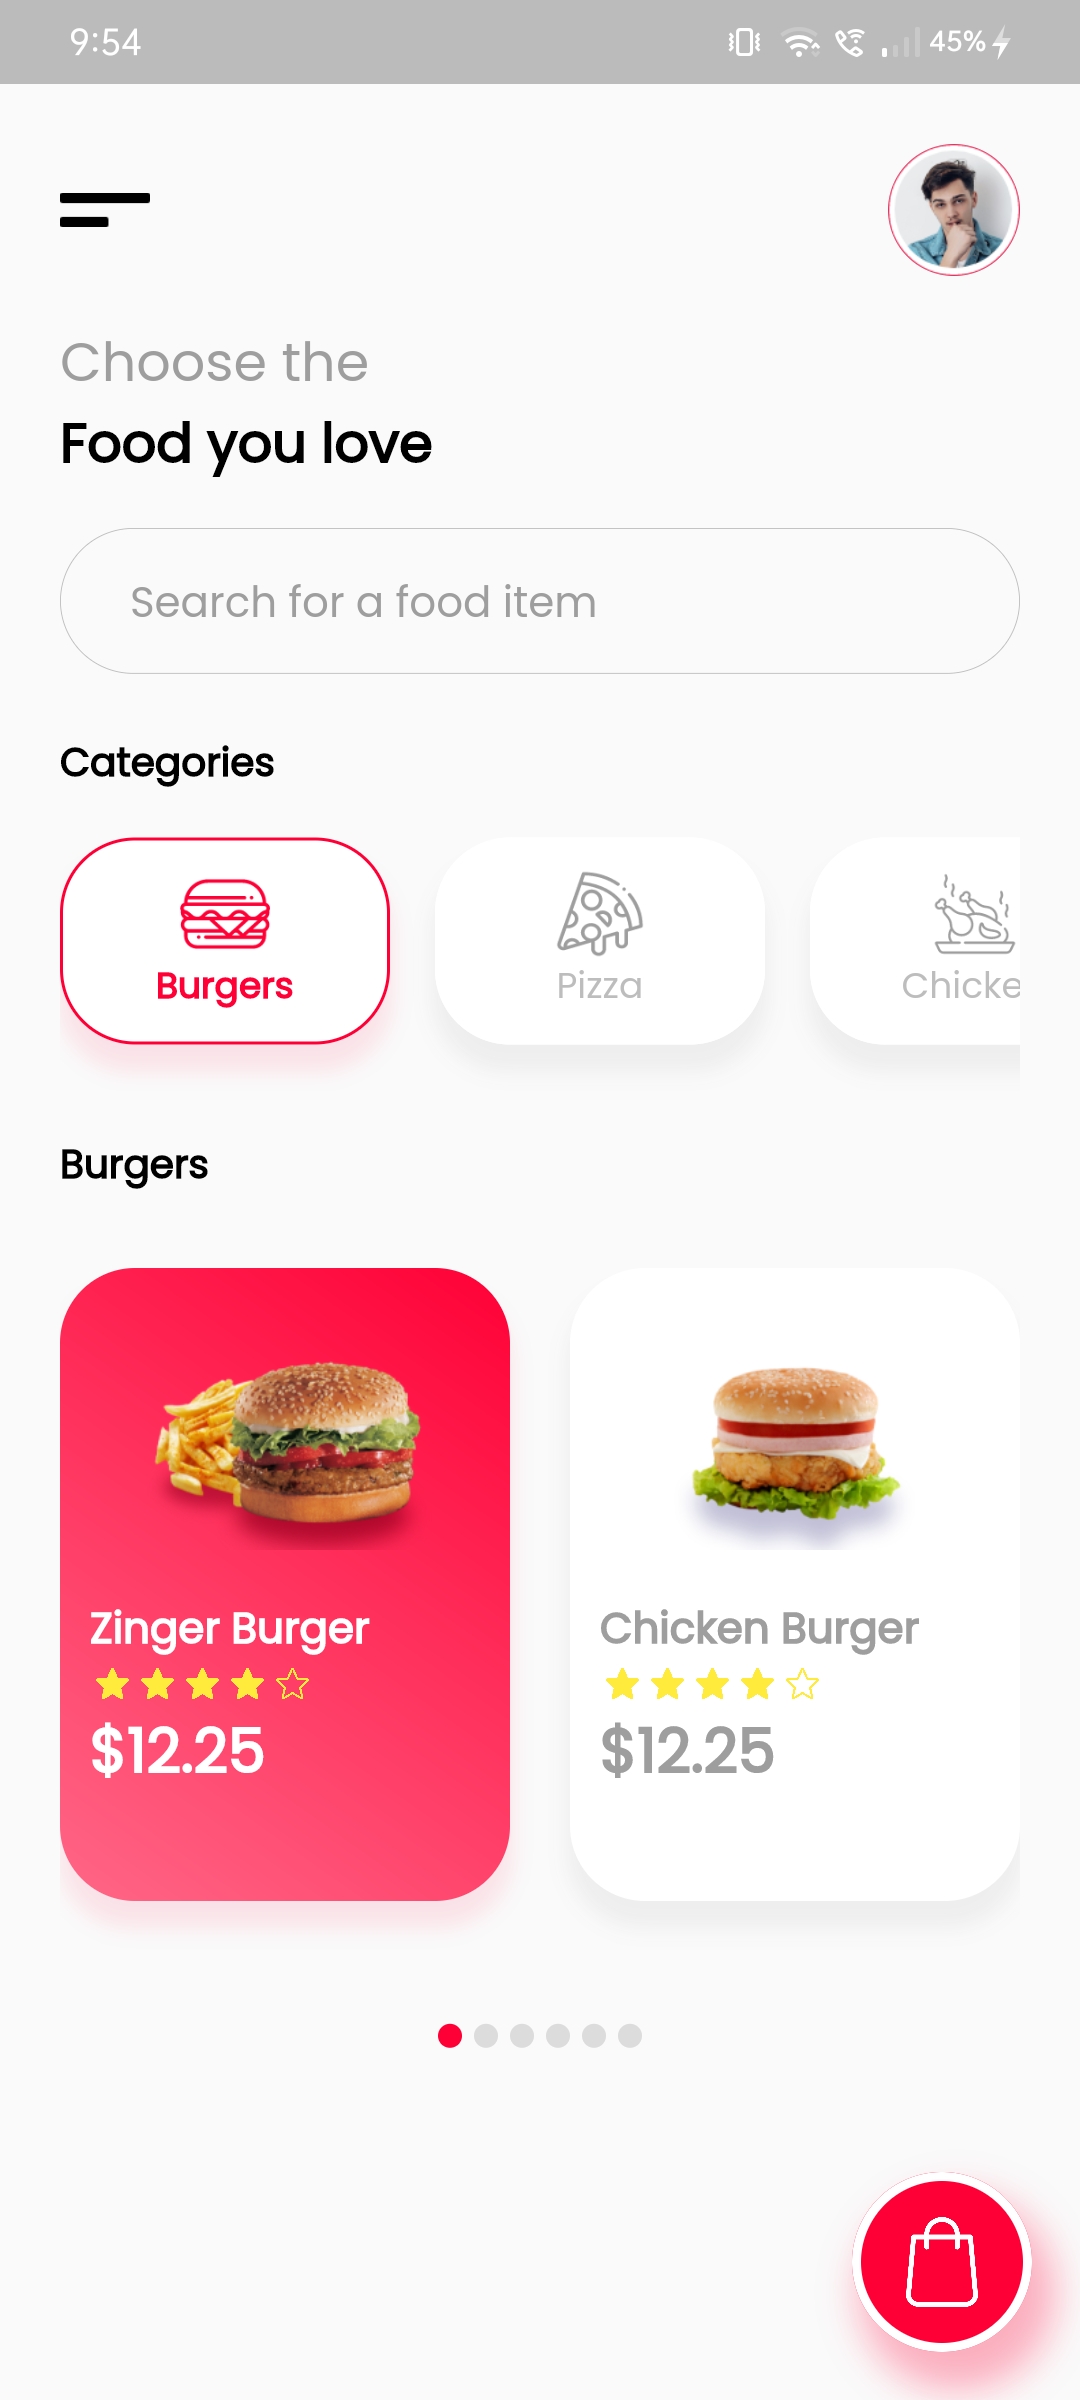 9:54
45%
Choose the
Food you love
Search for a food item
Categories
Burgers
Pizza
Chicke
Burgers
Zinger Burger
$12.25
Chicken Burger
$12.25